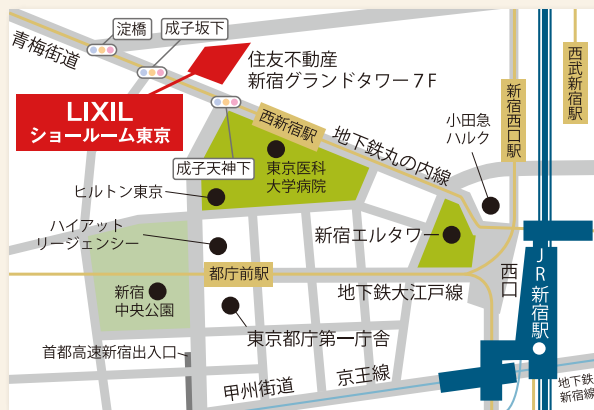 淀橋
成子坂下
青梅街道
住友不動産
新宿グランドタワー7F
LIXIL
ショールーム東京
西新宿駅
地下鉄丸の内線
小田急
ハルク
新宿西口駅
西武新宿駅
成子天神下
東京医科
大学病院
ヒルトン東京
ハイアット
リージェンシー
新宿エルタワー
都庁前駅
西口
JR新宿駅
新宿
中央公園
地下鉄大江戸線
東京都庁第一庁舎
首都高速新宿出入口
甲州街道
京王線
地下鉄
新宿線